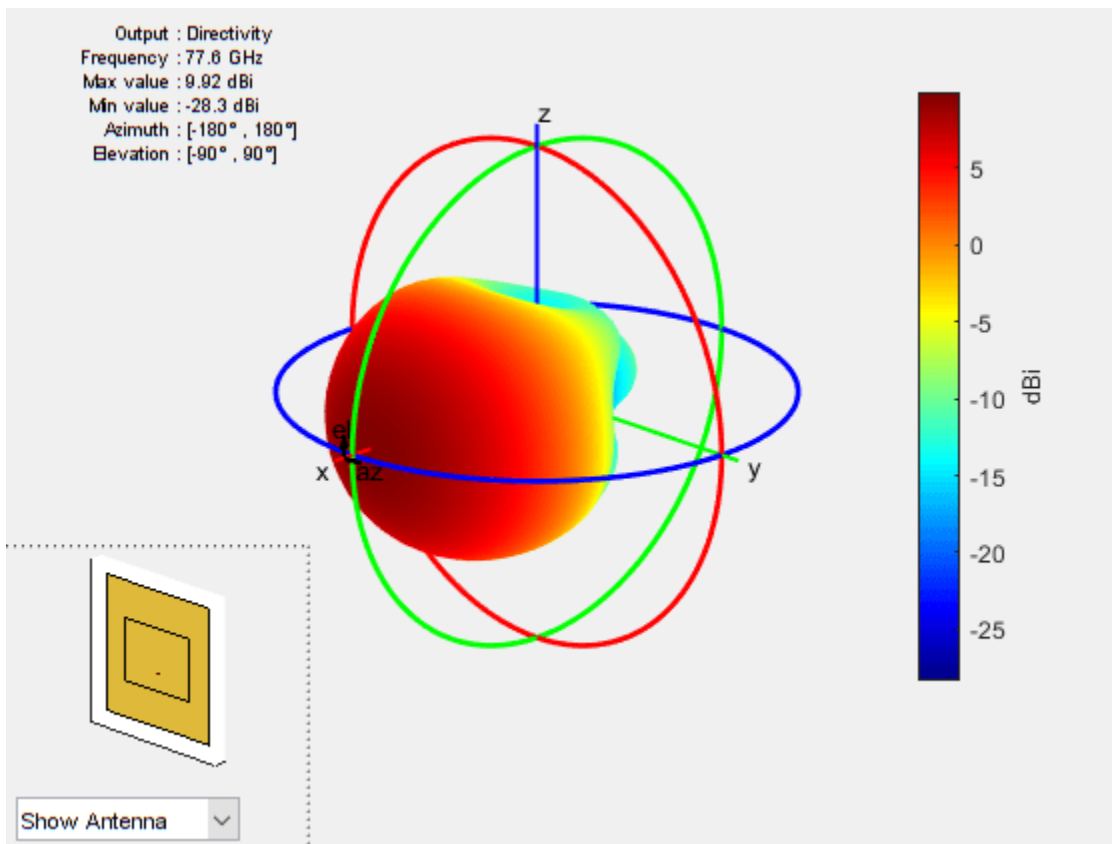 Output : Directivity
Frequency : 77.6 GHz
Max value : 9.92 dBi
Min value : -28.3 dBi
Azimuth : [-180° , 180°]
Elevation : [-90° , 90°]
z
5
0
-5
-10
-15
-20
-25
dBi
el
x
az
y
Show Antenna